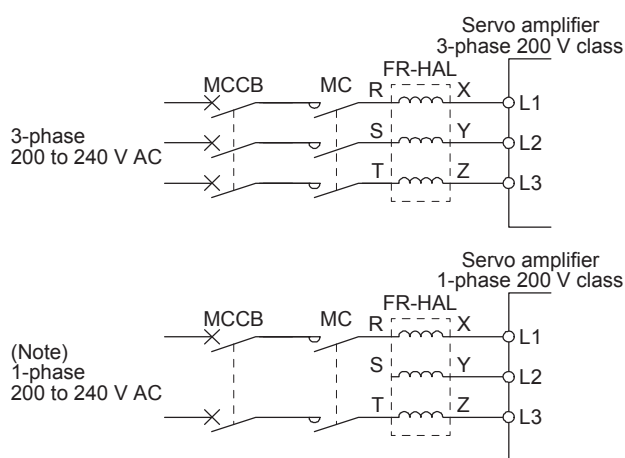 Servo amplifier
3-phase 200 V class
FR-HAL
MCCB MC R X
L1
S Y
L2
3-phase
200 to 240 V AC
T Z
L3
Servo amplifier
1-phase 200 V class
FR-HAL
MCCB MC R X
L1
(Note)
1-phase
200 to 240 V AC
S Y
L2
T Z
L3